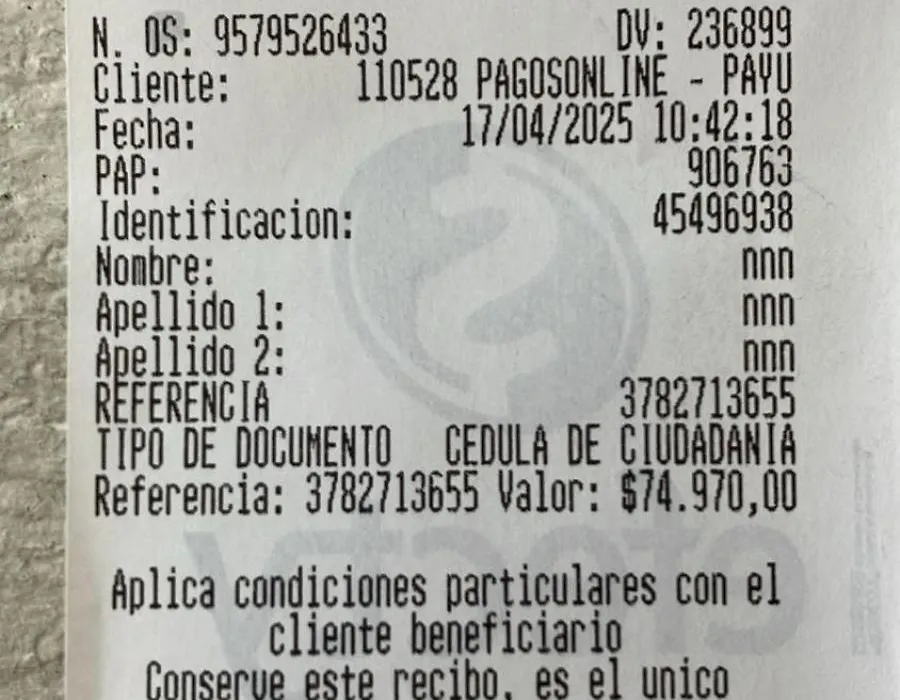 N. OS: 9579526433 DV: 236899
Cliente: 110528 PAGOSONLINE - PAYU
Fecha: 17/04/2025 10:42:18
PAP: 906763
Identificacion: 45496938
Nombre: nnn
Apellido 1: nnn
Apellido 2: nnn
REFERENCIA 3782713655
TIPO DE DOCUMENTO CEDULA DE CIUDADANIA
Referencia: 3782713655 Valor: $74.970,00
Aplica condiciones particulares con el
cliente beneficiario
Conserve este recibo, es el unico